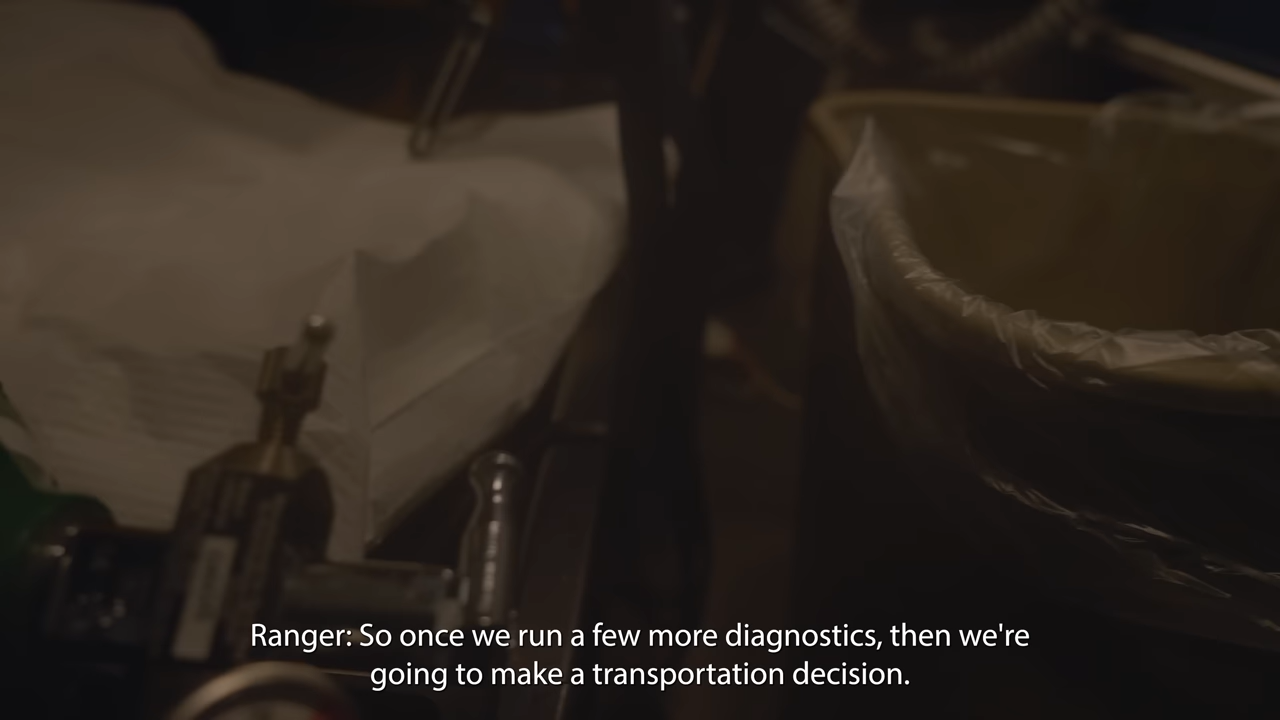 Ranger: So once we run a few more diagnostics, then we're
going to make a transportation decision.